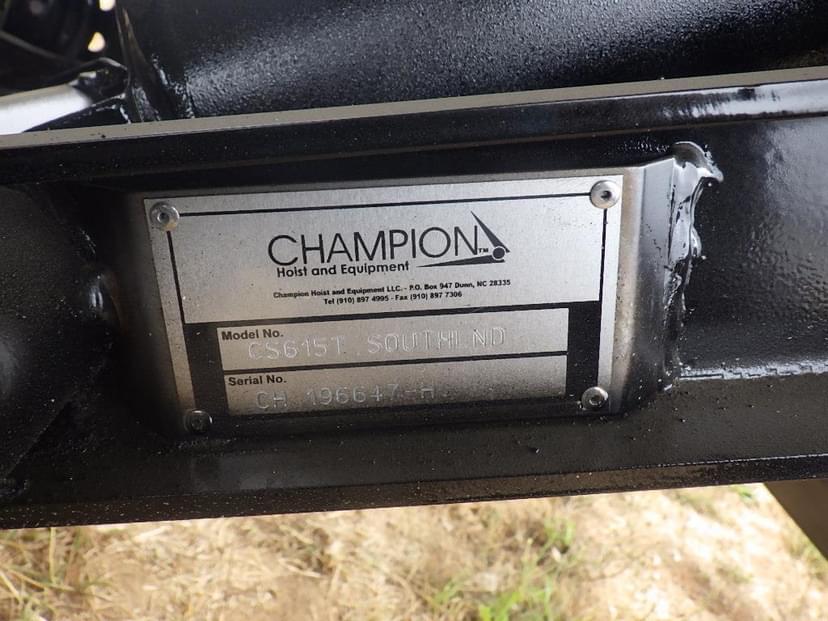 CHAMPION™
Hoist and Equipment
Champion Hoist and Equipment LLC. - P.O. Box 947 Dunn, NC 28335
Tel (910) 897 4995 - Fax (910) 897 7306
Model No.
CS615T SOUTHLND
Serial No.
CH 196647-H